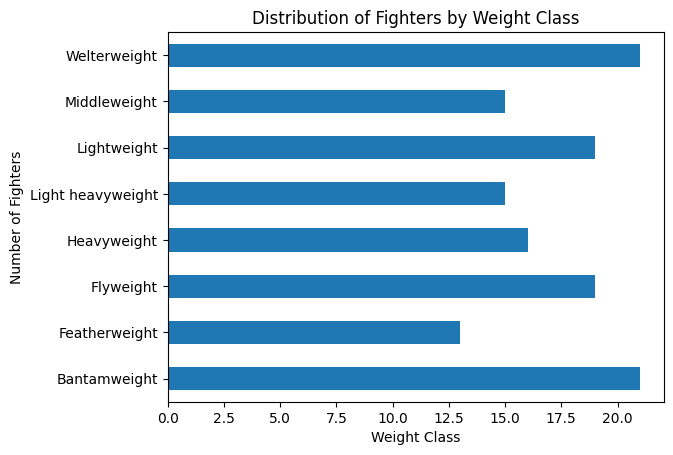 Distribution of Fighters by Weight Class
Number of Fighters
Welterweight
Middleweight
Lightweight
Light heavyweight
Heavyweight
Flyweight
Featherweight
Bantamweight
0.0 2.5 5.0 7.5 10.0 12.5 15.0 17.5 20.0
Weight Class